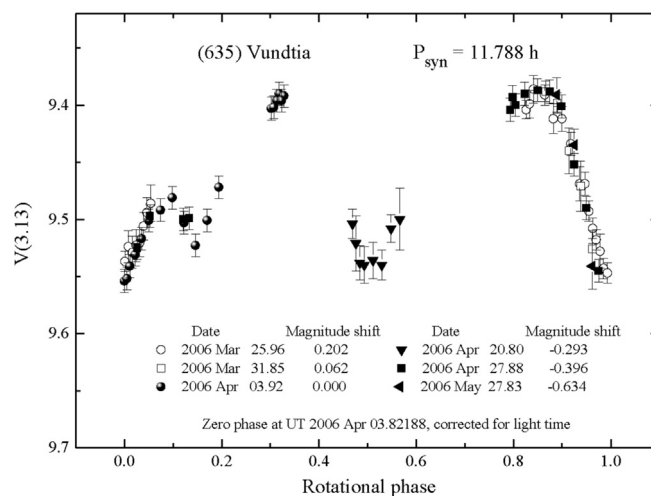 (635) Vundtia P_syn = 11.788 h
9.4
9.5
9.6
9.7
V(3.13)
Date Magnitude shift Date Magnitude shift
2006 Mar 25.96 0.202 2006 Apr 20.80 -0.293
2006 Mar 31.85 0.062 2006 Apr 27.88 -0.396
2006 Apr 03.92 0.000 2006 May 27.83 -0.634
Zero phase at UT 2006 Apr 03.82188, corrected for light time
0.0 0.2 0.4 0.6 0.8 1.0
Rotational phase